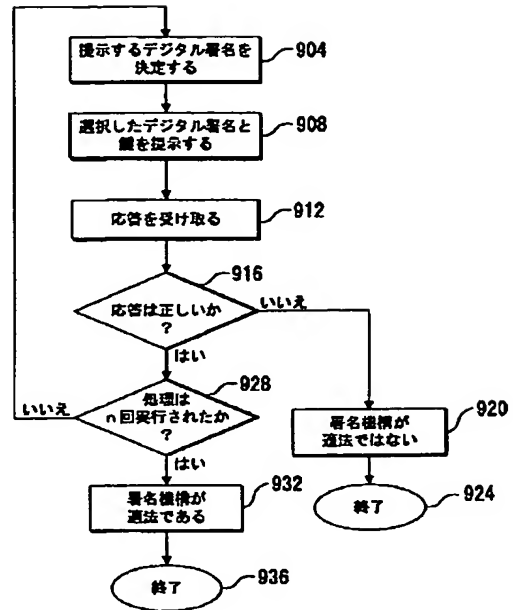 提示するデジタル署名を
決定する
904
選択したデジタル署名と
鍵を提示する
908
応答を受け取る
912
916
応答は正しいか
?
いいえ
はい
928
処理は
n回実行されたか
?
いいえ
はい
署名機構が
適法ではない
920
終了
924
署名機構が
適法である
932
終了
936